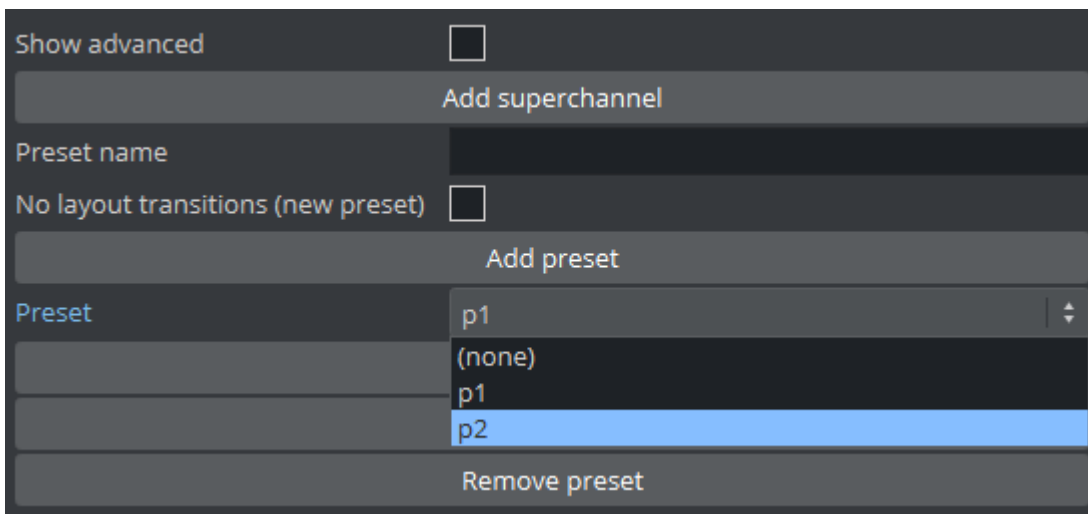 Show advanced
Add superchannel
Preset name
No layout transitions (new preset)
Add preset
Preset
p1
(none)
p1
p2
Remove preset